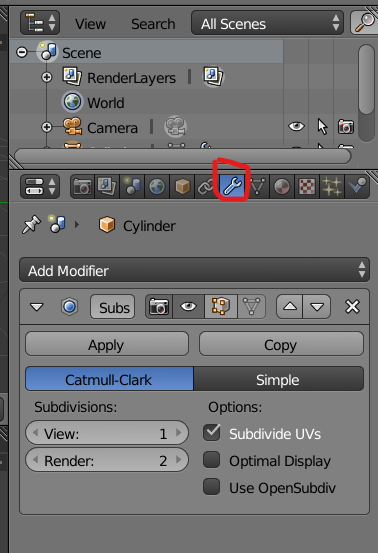 View Search All Scenes
Scene
RenderLayers |
World
Camera |
Cylinder
Add Modifier
Subs
Apply Copy
Catmull-Clark Simple
Subdivisions: Options:
View: 1 Subdivide UVs
Render: 2 Optimal Display
Use OpenSubdiv